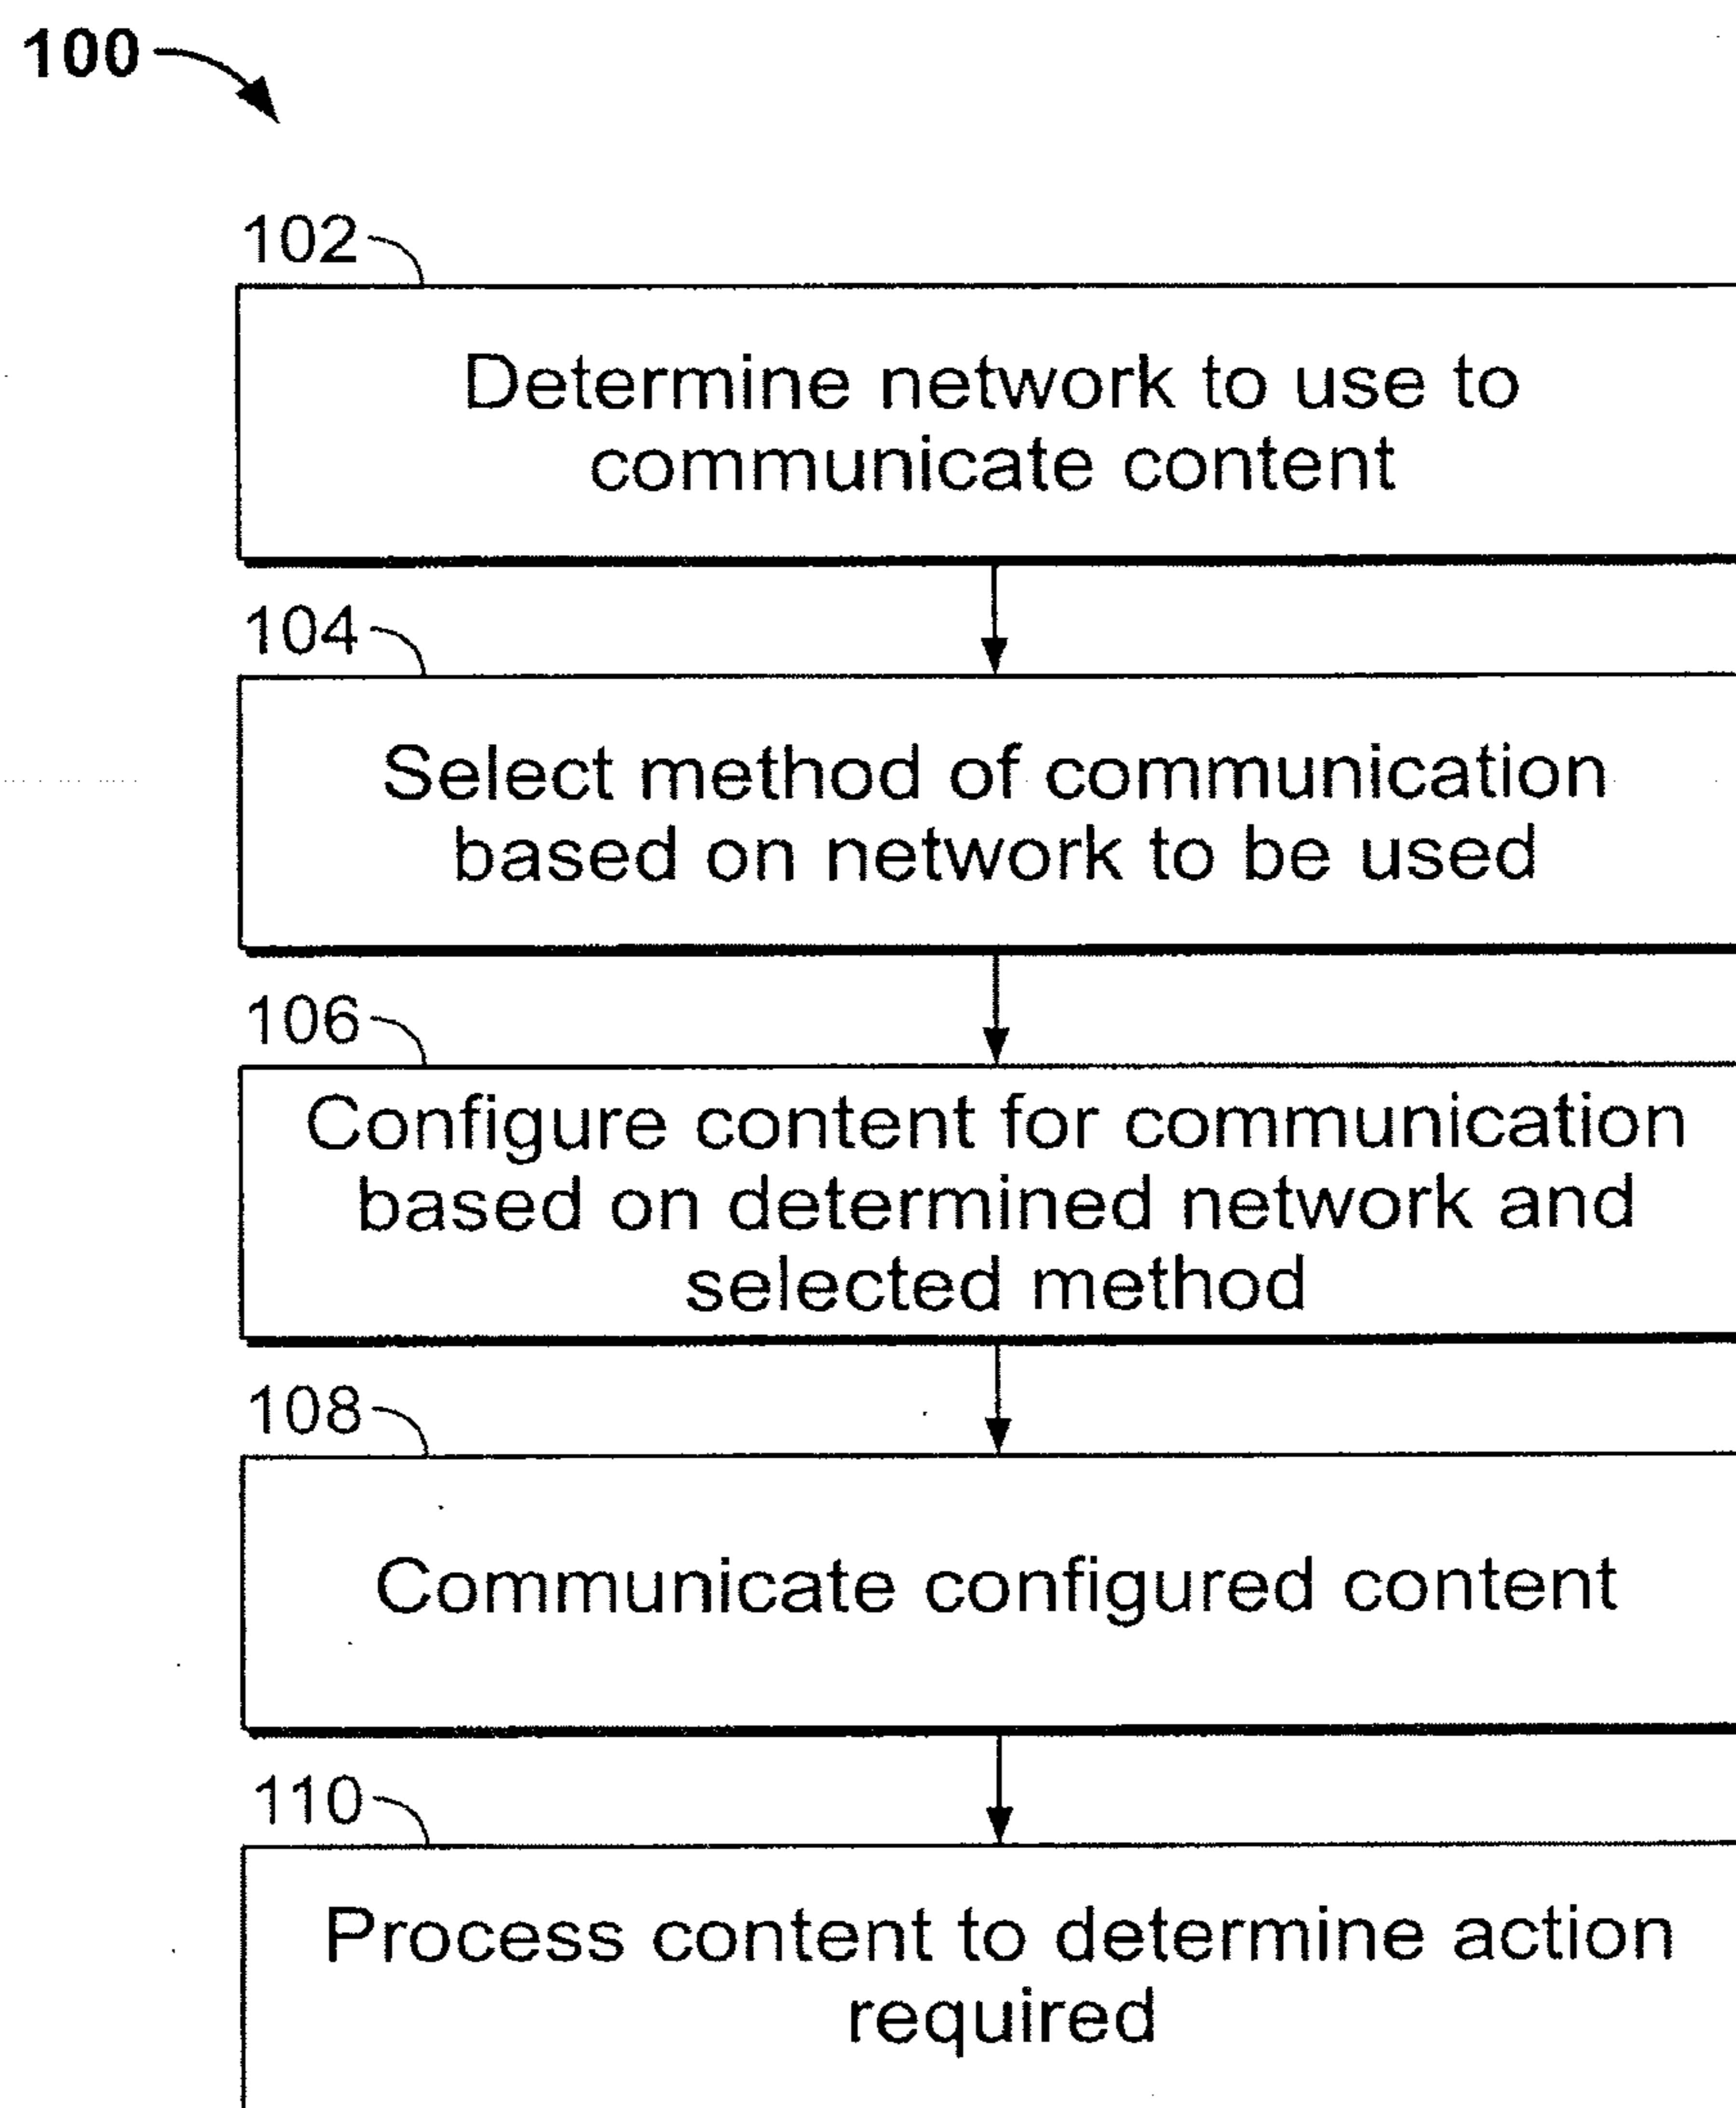 100
102
Determine network to use to
communicate content
104
Select method of communication
based on network to be used
106
Configure content for communication
based on determined network and
selected method
108
Communicate configured content
110
Process content to determine action
required